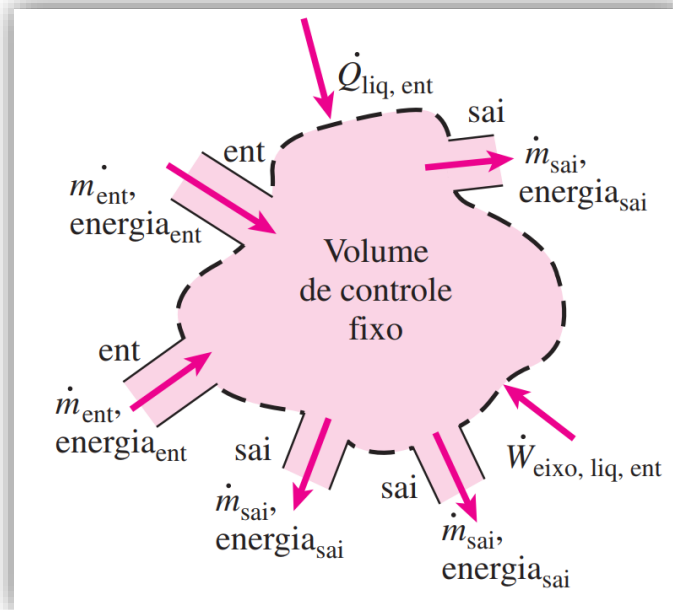 Q̇liq, ent
sai
ent
ṁsai,
energiasai
ṁent,
energiaent
Volume
de controle
fixo
ent
ṁent,
energiaent
sai
sai
Ẇeixo, liq, ent
ṁsai,
energiasai
ṁsai,
energiasai